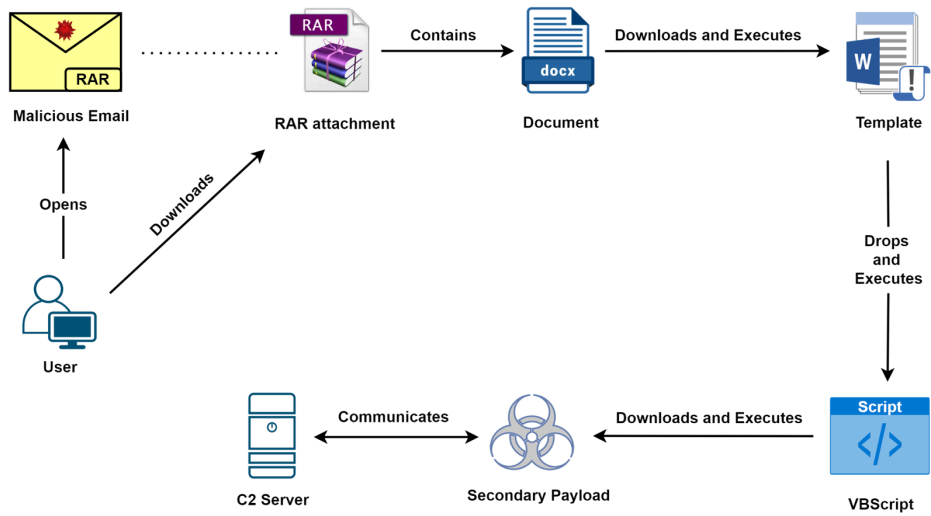 RAR
Malicious Email
RAR
RAR attachment
Contains
docx
Document
Downloads and Executes
W
Template
Opens
Downloads
User
Drops
and
Executes
Script
</>
VBScript
Downloads and Executes
Secondary Payload
Communicates
C2 Server